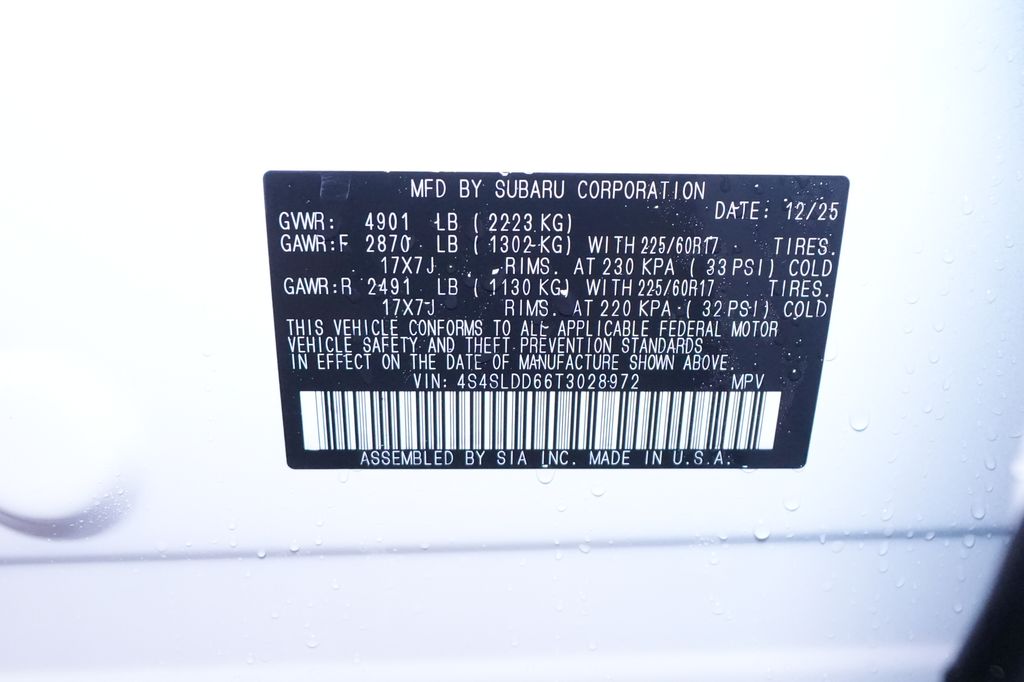 MFD BY SUBARU CORPORATION
DATE: 12/25
GVWR: 4901 LB ( 2223 KG)
GAWR:F 2870 LB ( 1302 KG) WITH 225/60R17 TIRES.
17X7J RIMS. AT 230 KPA ( 33 PSI) COLD
GAWR:R 2491 LB ( 1130 KG) WITH 225/60R17 TIRES.
17X7J RIMS. AT 220 KPA ( 32 PSI) COLD
THIS VEHICLE CONFORMS TO ALL APPLICABLE FEDERAL MOTOR
VEHICLE SAFETY AND THEFT PREVENTION STANDARDS
IN EFFECT ON THE DATE OF MANUFACTURE SHOWN ABOVE.
VIN: 4S4SLDD66T3028972 MPV
ASSEMBLED BY SIA INC. MADE IN U.S.A.